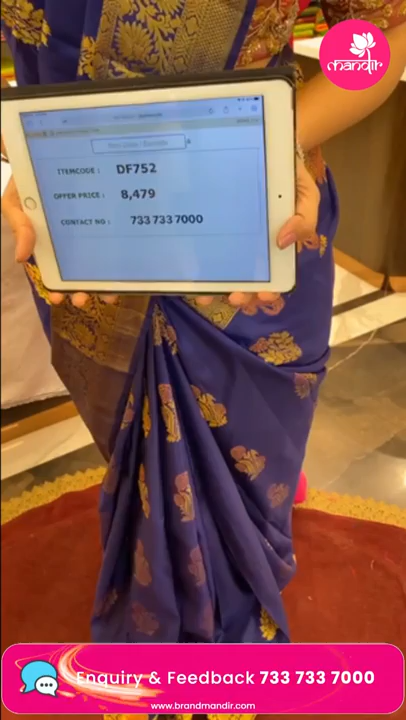 mandir
ITEMCODE : DF752
OFFER PRICE : 8,479
CONTACT NO : 733 733 7000
Enquiry & Feedback 733 733 7000
www.brandmandir.com